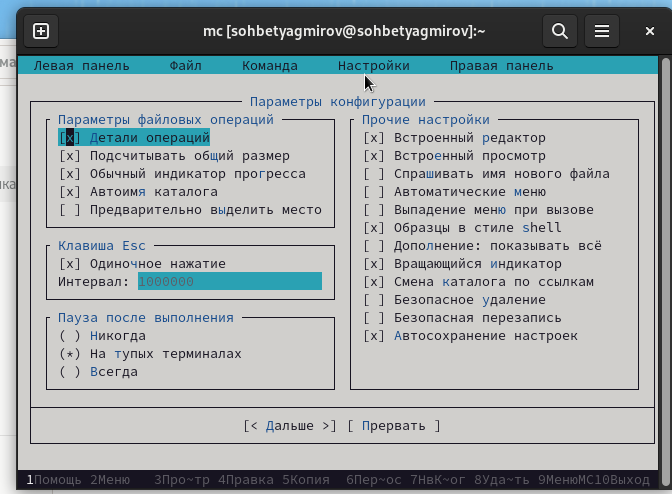 mc [sohbetyagmirov@sohbetyagmirov]:~
Левая панель Файл Команда Настройки Правая панель
Параметры конфигурации
Параметры файловых операций
[x] Детали операций
[x] Подсчитывать общий размер
[x] Обычный индикатор прогресса
[x] Автоимя каталога
[ ] Предварительно выделить место
Клавиша Esc
[x] Одиночное нажатие
Интервал: 1000000
Пауза после выполнения
( ) Никогда
(*) На тупых терминалах
( ) Всегда
Прочие настройки
[x] Встроенный редактор
[x] Встроенный просмотр
[ ] Спрашивать имя нового файла
[ ] Автоматические меню
[ ] Выпадение меню при вызове
[x] Образцы в стиле shell
[ ] Дополнение: показывать всё
[x] Вращающийся индикатор
[x] Смена каталога по ссылкам
[ ] Безопасное удаление
[ ] Безопасная перезапись
[x] Автосохранение настроек
[< Дальше >] [ Прервать ]
1Помощь 2Меню 3Про~тр 4Правка 5Копия 6Пер~ос 7НвК~ог 8Уда~ть 9МенюMC10Выход